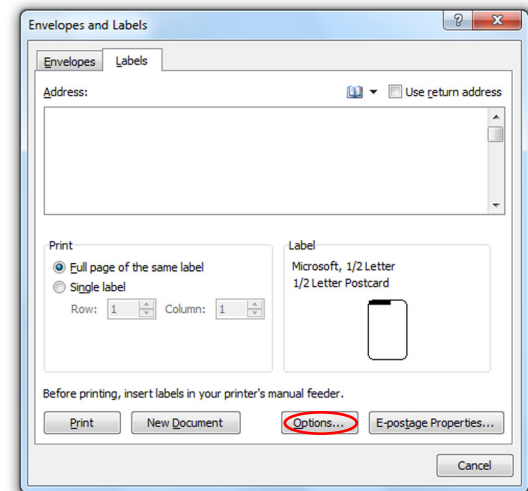 Envelopes and Labels
Envelopes Labels
Address: Use return address
Print
Full page of the same label
Single label
Row: 1 Column: 1
Label
Microsoft, 1/2 Letter
1/2 Letter Postcard
Before printing, insert labels in your printer's manual feeder.
Print New Document Options... E-postage Properties...
Cancel